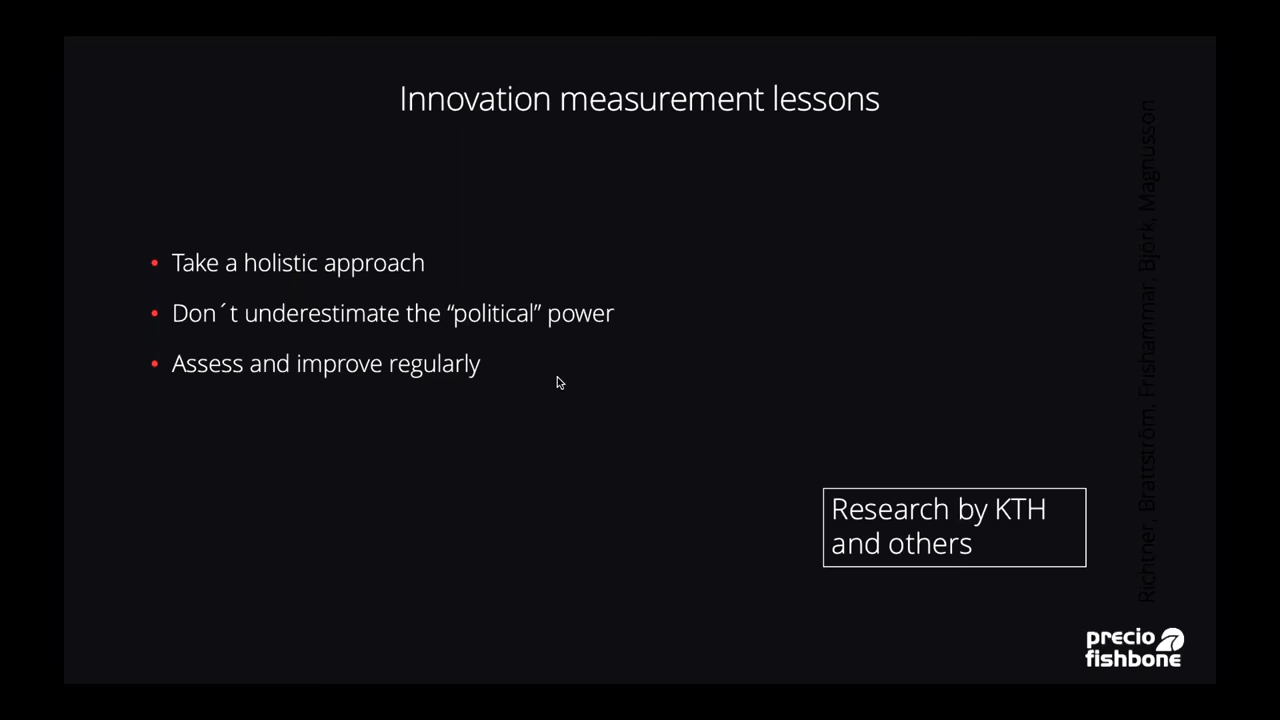 Innovation measurement lessons
• Take a holistic approach
• Don´t underestimate the “political” power
• Assess and improve regularly
Research by KTH
and others
Richtner, Brattström, Frishammar, Björk, Magnusson
precio
fishbone